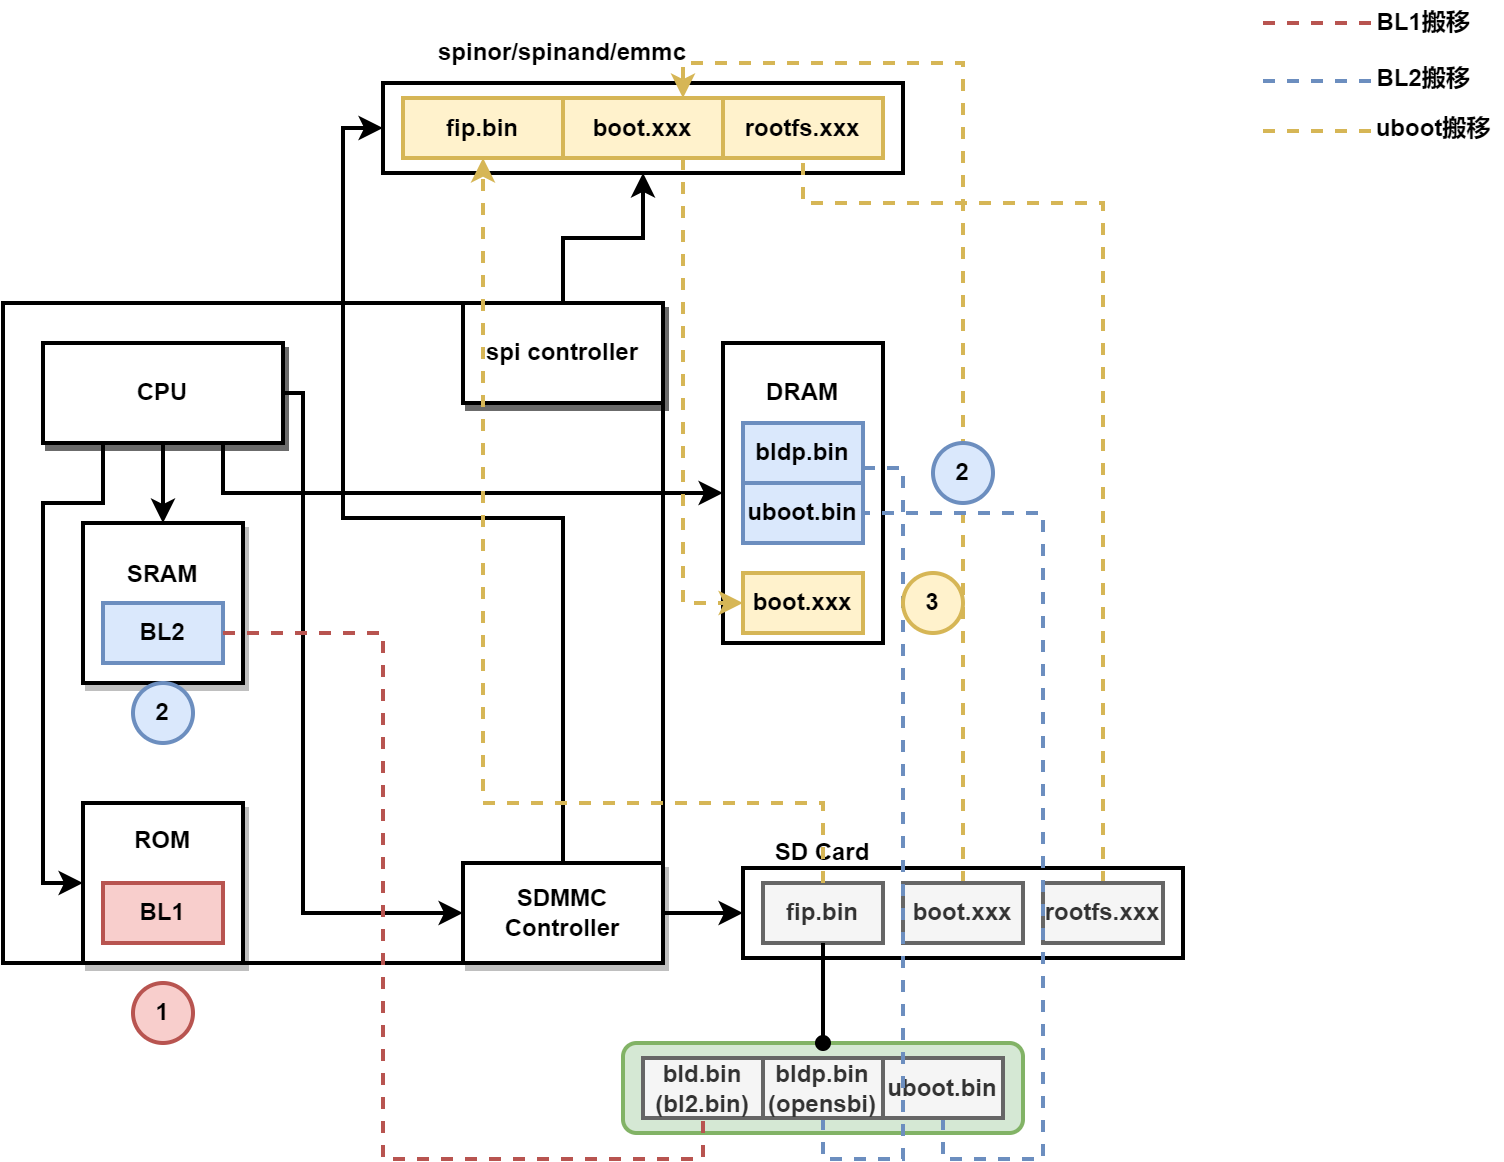 BL1搬移
spinor/spinand/emmc
BL2搬移
fip.bin
boot.xxx
rootfs.xxx
uboot搬移
spi controller
CPU
DRAM
bldp.bin
2
uboot.bin
SRAM
boot.xxx
3
BL2
2
ROM
SD Card
BL1
SDMMC
Controller
fip.bin
boot.xxx
rootfs.xxx
1
bld.bin
(bl2.bin)
bldp.bin
(opensbi)
uboot.bin